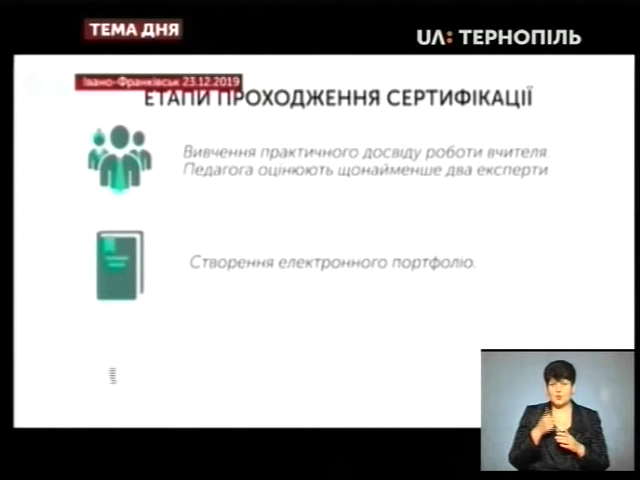 ТЕМА ДНЯ
UA: ТЕРНОПІЛЬ
Івано-Франківськ 23.12.2019
ЕТАПИ ПРОХОДЖЕННЯ СЕРТИФІКАЦІЇ
Вивчення практичного досвіду роботи вчителя.
Педагога оцінюють щонайменше два експерти
Створення електронного портфоліо.